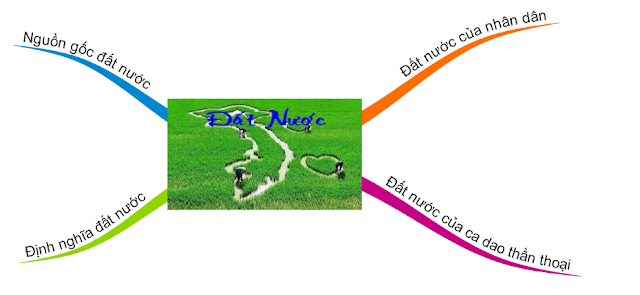 Nguồn gốc đất nước
Đất nước của nhân dân
Đất Nước
Định nghĩa đất nước
Đất nước của ca dao thần thoại